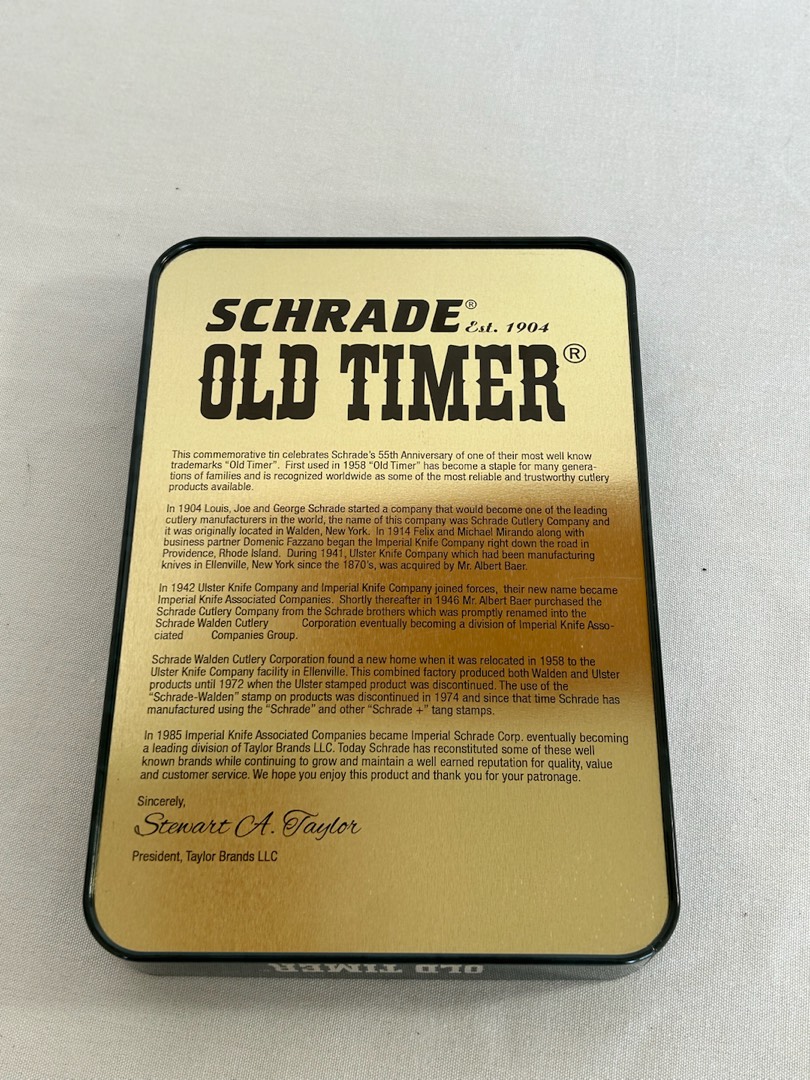 SCHRADE® Est. 1904
OLD TIMER®
This commemorative tin celebrates Schrade's 55th Anniversary of one of their most well know
trademarks "Old Timer". First used in 1958 "Old Timer" has become a staple for many genera-
tions of families and is recognized worldwide as some of the most reliable and trustworthy cutlery
products available.
In 1904 Louis, Joe and George Schrade started a company that would become one of the leading
cutlery manufacturers in the world, the name of this company was Schrade Cutlery Company and
it was originally located in Walden, New York. In 1914 Felix and Michael Mirando along with
business partner Domenic Fazzano began the Imperial Knife Company right down the road in
Providence, Rhode Island. During 1941, Ulster Knife Company which had been manufacturing
knives in Ellenville, New York since the 1870's, was acquired by Mr. Albert Baer.
In 1942 Ulster Knife Company and Imperial Knife Company joined forces, their new name became
Imperial Knife Associated Companies. Shortly thereafter in 1946 Mr. Albert Baer purchased the
Schrade Cutlery Company from the Schrade brothers which was promptly renamed into the
Schrade Walden Cutlery Corporation eventually becoming a division of Imperial Knife Asso-
ciated Companies Group.
Schrade Walden Cutlery Corporation found a new home when it was relocated in 1958 to the
Ulster Knife Company facility in Ellenville. This combined factory produced both Walden and Ulster
products until 1972 when the Ulster stamped product was discontinued. The use of the
"Schrade-Walden" stamp on products was discontinued in 1974 and since that time Schrade has
manufactured using the "Schrade" and other "Schrade +" tang stamps.
In 1985 Imperial Knife Associated Companies became Imperial Schrade Corp. eventually becoming
a leading division of Taylor Brands LLC. Today Schrade has reconstituted some of these well
known brands while continuing to grow and maintain a well earned reputation for quality, value
and customer service. We hope you enjoy this product and thank you for your patronage.
Sincerely,
Stewart A. Taylor
President, Taylor Brands LLC
OLD TIMER